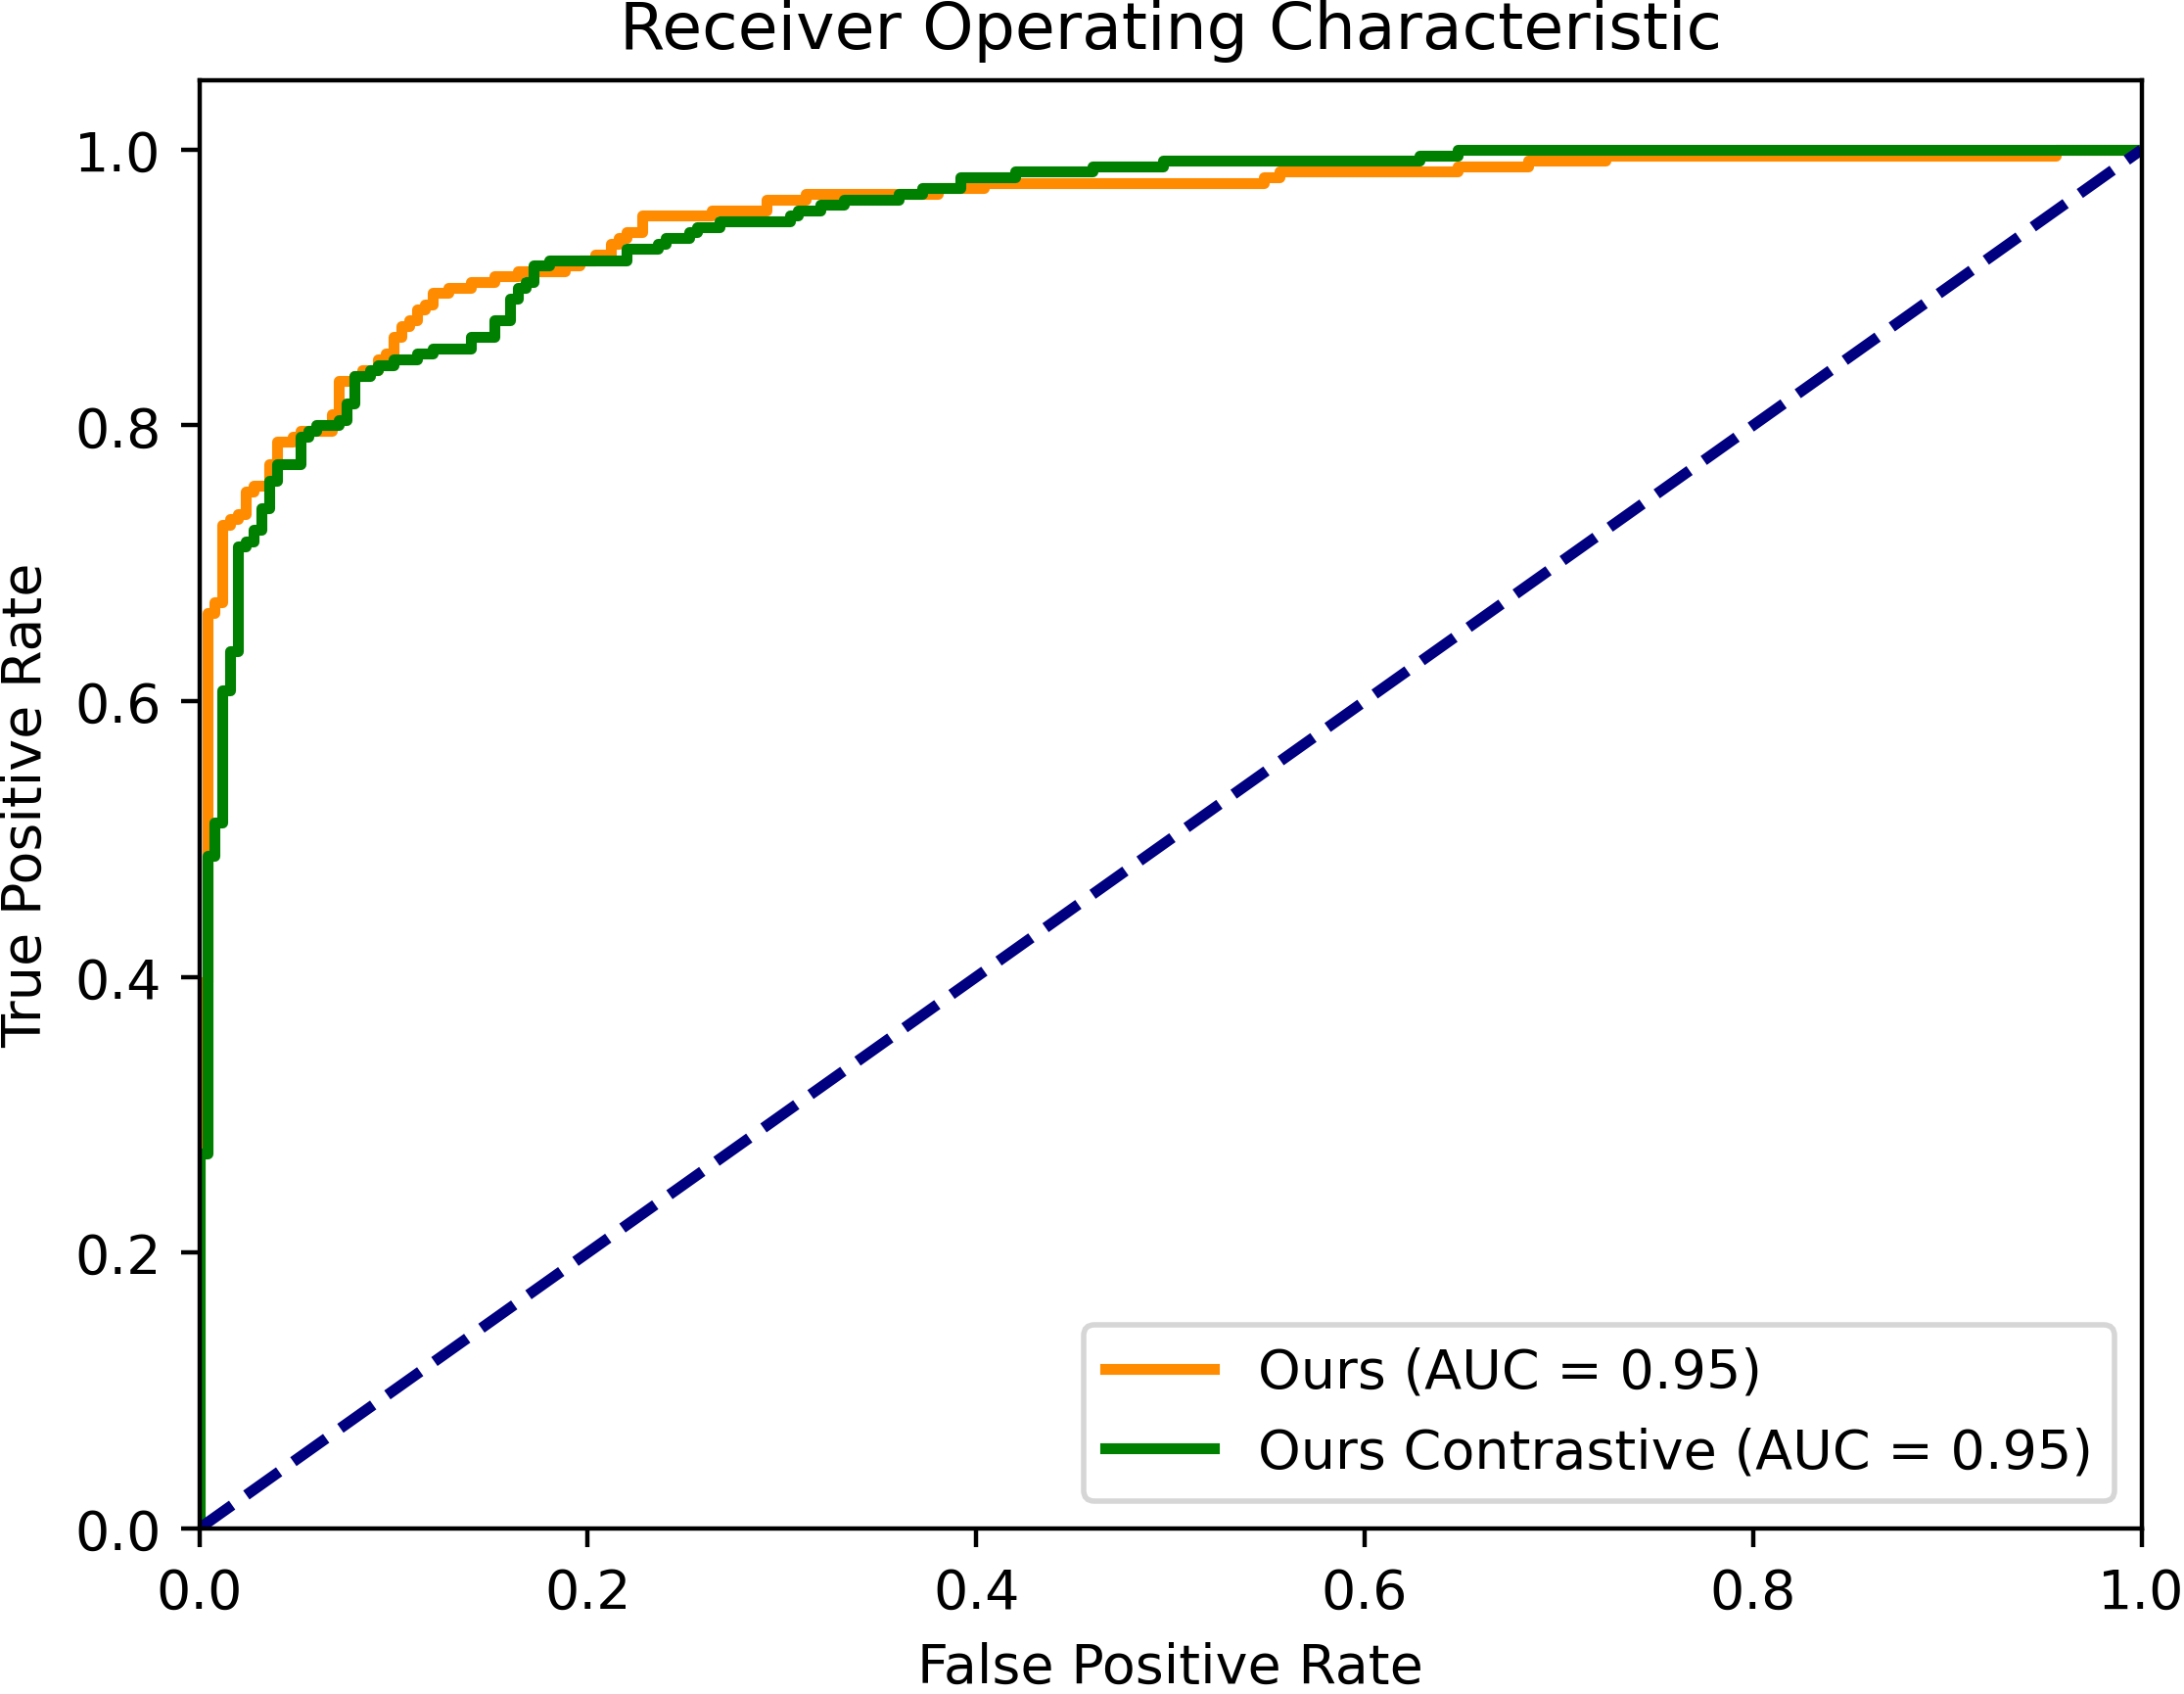 Receiver Operating Characteristic
True Positive Rate
1.0
0.8
0.6
0.4
0.2
0.0
Ours (AUC = 0.95)
Ours Contrastive (AUC = 0.95)
0.0 0.2 0.4 0.6 0.8 1.0
False Positive Rate